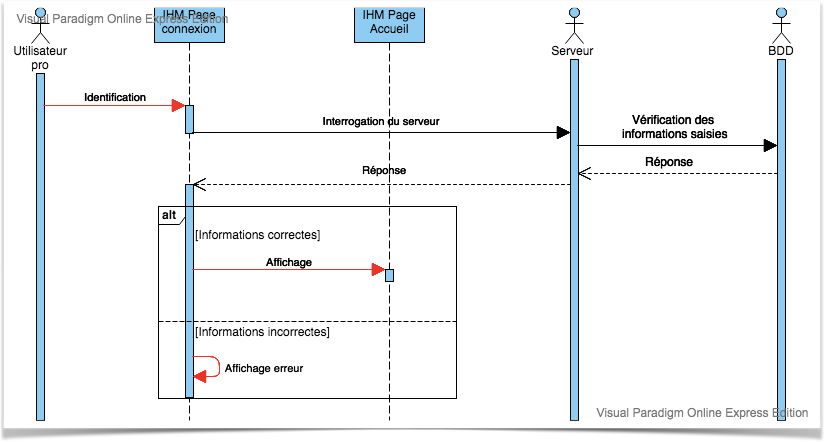 Visual Paradigm Online Express Edition
IHM Page
connexion
IHM Page
Accueil
Utilisateur
pro
Serveur
BDD
Identification
Interrogation du serveur
Vérification des
informations saisies
Réponse
Réponse
alt
[Informations correctes]
Affichage
[Informations incorrectes]
Affichage erreur
Visual Paradigm Online Express Edition